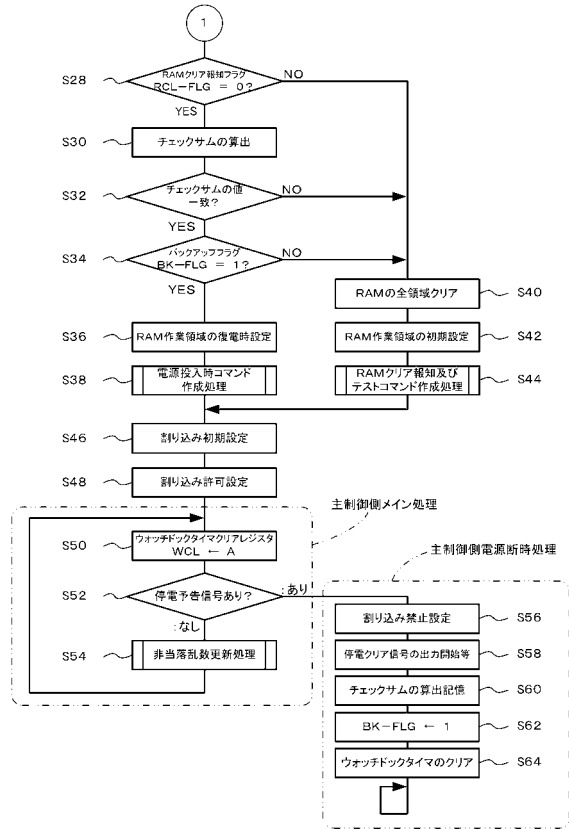 1
S28
RAMクリア報知フラグ
RCL-FLG = 0?
NO
YES
S30
チェックサムの算出
S32
チェックサムの値
一致?
NO
YES
S34
バックアップフラグ
BK-FLG = 1?
NO
YES
RAMの全領域クリア
S40
S36
RAM作業領域の復電時設定
RAM作業領域の初期設定
S42
S38
電源投入時コマンド
作成処理
RAMクリア報知及び
テストコマンド作成処理
S44
S46
割り込み初期設定
S48
割り込み許可設定
主制御側メイン処理
S50
ウォッチドックタイマクリアレジスタ
WCL ← A
主制御側電源断時処理
S52
停電予告信号あり?
:あり
:なし
S54
非当落乱数更新処理
割り込み禁止設定
S56
停電クリア信号の出力開始等
S58
チェックサムの算出記憶
S60
BK-FLG ← 1
S62
ウォッチドックタイマのクリア
S64